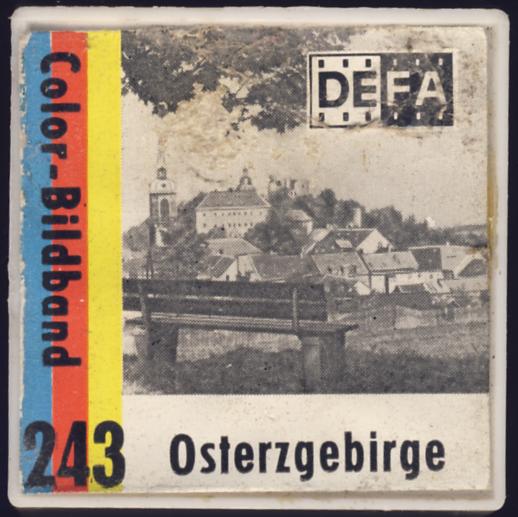 DEFA
Color-Bildband
243
Osterzgebirge